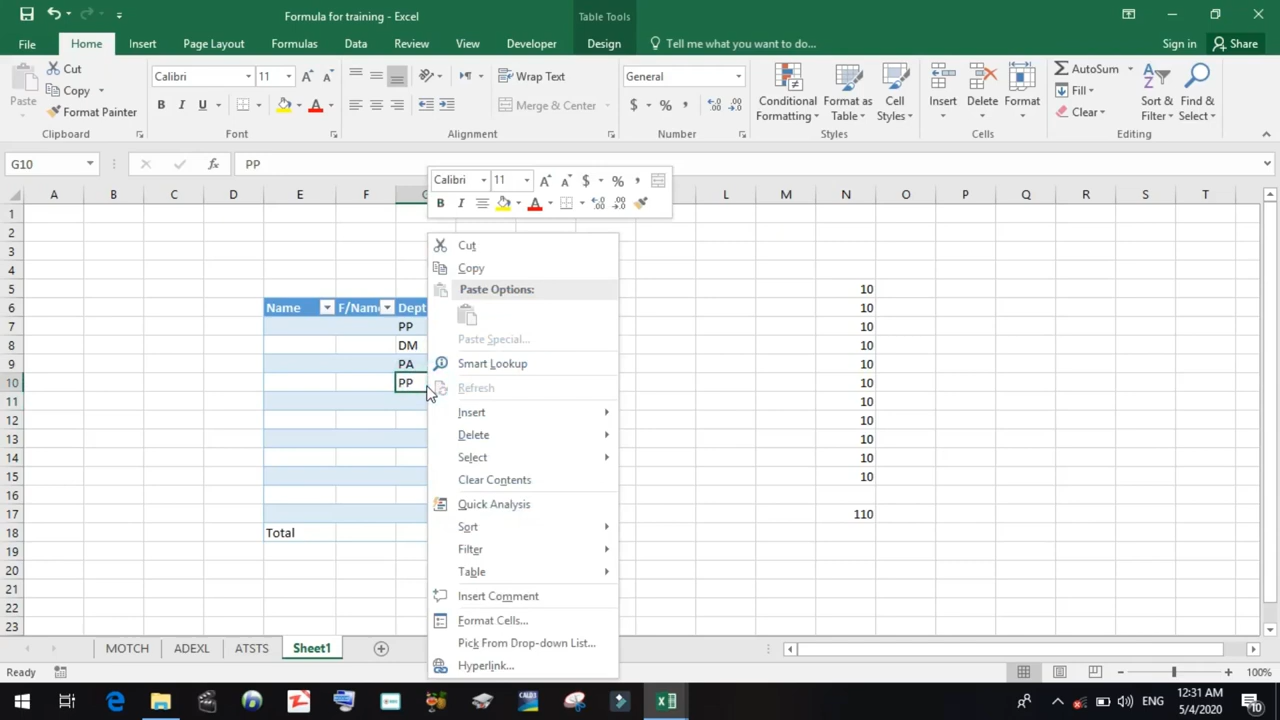 Formula for training - Excel
Table Tools
File Home Insert Page Layout Formulas Data Review View Developer Design Tell me what you want to do... Sign in Share
Paste
Cut
Copy
Format Painter
Clipboard
Calibri 11
B I U
Font
Wrap Text
Merge & Center
Alignment
General
$ % ,
Number
Conditional Formatting
Format as Table
Cell Styles
Styles
Insert
Delete
Format
Cells
AutoSum
Fill
Clear
Sort & Filter
Find & Select
Editing
G10 fx PP
Calibri 11 $ % ,
B I A
A B C D E F G L M N O P Q R S T
1
2
3
4
5 10
6 Name F/Name Dept 10
7 PP 10
8 DM 10
9 PA 10
10 PP 10
11 10
12 10
13 10
14 10
15 10
16
17 110
18 Total
19
20
21
22
23
Cut
Copy
Paste Options:
Paste Special...
Smart Lookup
Refresh
Insert
Delete
Select
Clear Contents
Quick Analysis
Sort
Filter
Table
Insert Comment
Format Cells...
Pick From Drop-down List...
Hyperlink...
MOTCH ADEXL ATSTS Sheet1
Ready
100%
ENG
12:31 AM
5/4/2020
10